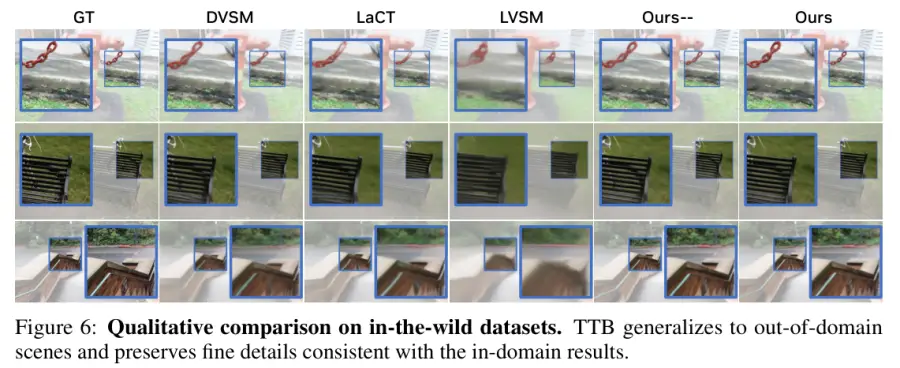 GT DVSM LaCT LVSM Ours-- Ours
Figure 6: Qualitative comparison on in-the-wild datasets. TTB generalizes to out-of-domain
scenes and preserves fine details consistent with the in-domain results.